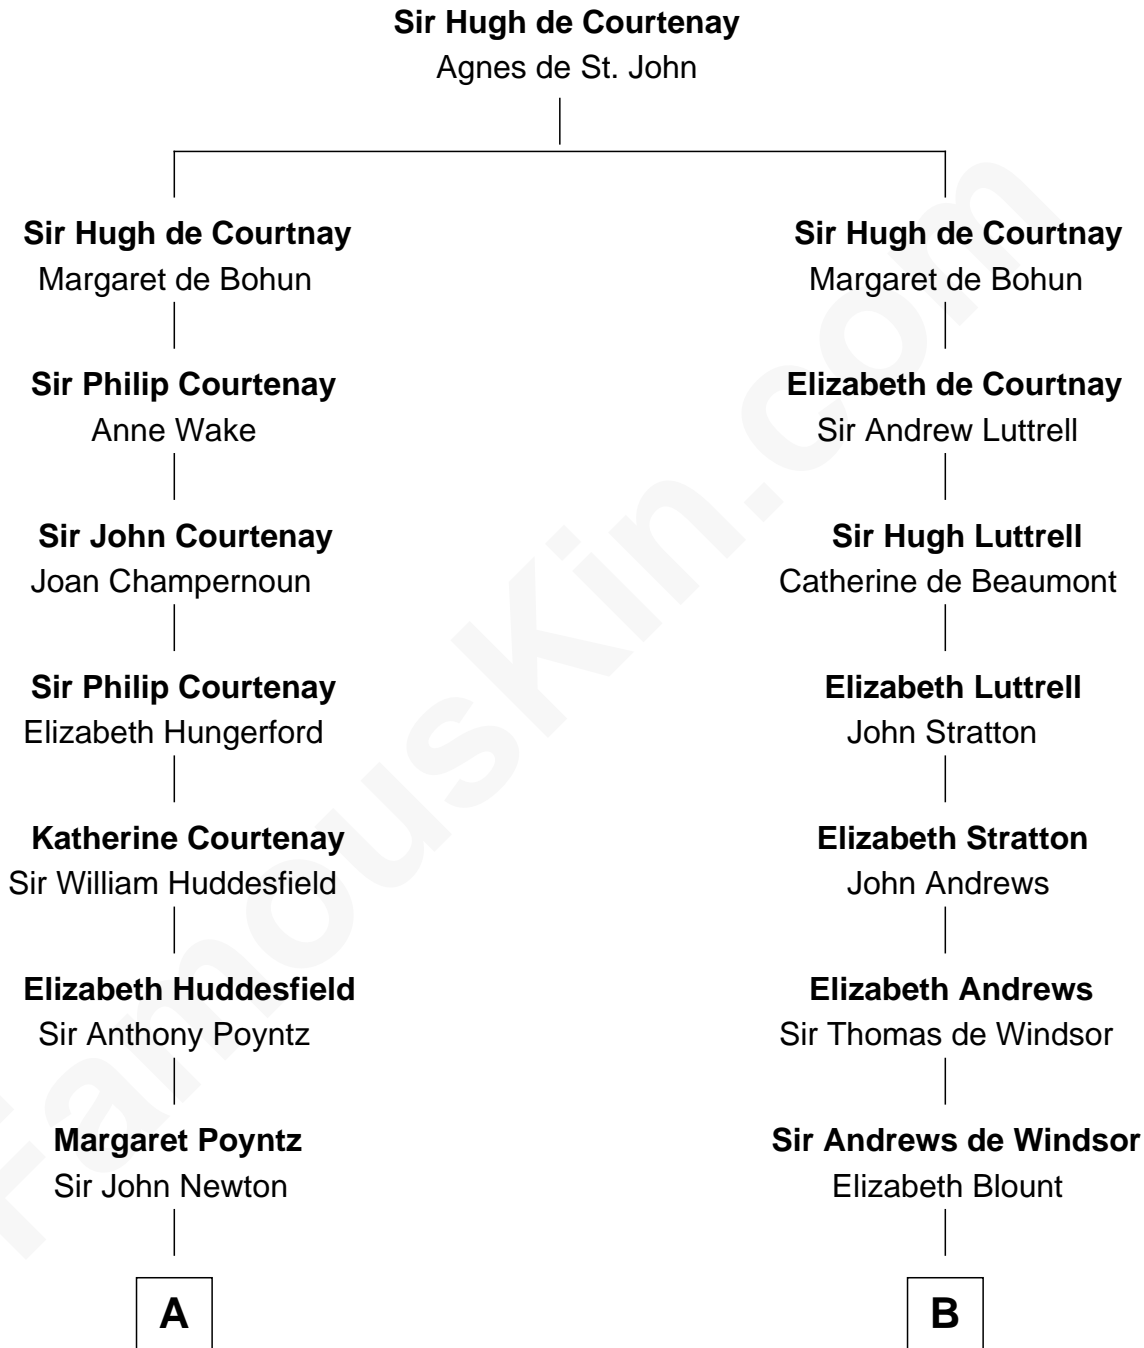 Sir Hugh de Courtenay
Agnes de St. John
Sir Hugh de Courtnay
Margaret de Bohun
Sir Philip Courtenay
Anne Wake
Sir John Courtenay
Joan Champernoun
Sir Philip Courtenay
Elizabeth Hungerford
Katherine Courtenay
Sir William Huddesfield
Elizabeth Huddesfield
Sir Anthony Poyntz
Margaret Poyntz
Sir John Newton
A
Sir Hugh de Courtnay
Margaret de Bohun
Elizabeth de Courtnay
Sir Andrew Luttrell
Sir Hugh Luttrell
Catherine de Beaumont
Elizabeth Luttrell
John Stratton
Elizabeth Stratton
John Andrews
Elizabeth Andrews
Sir Thomas de Windsor
Sir Andrews de Windsor
Elizabeth Blount
B
FamousKin.com